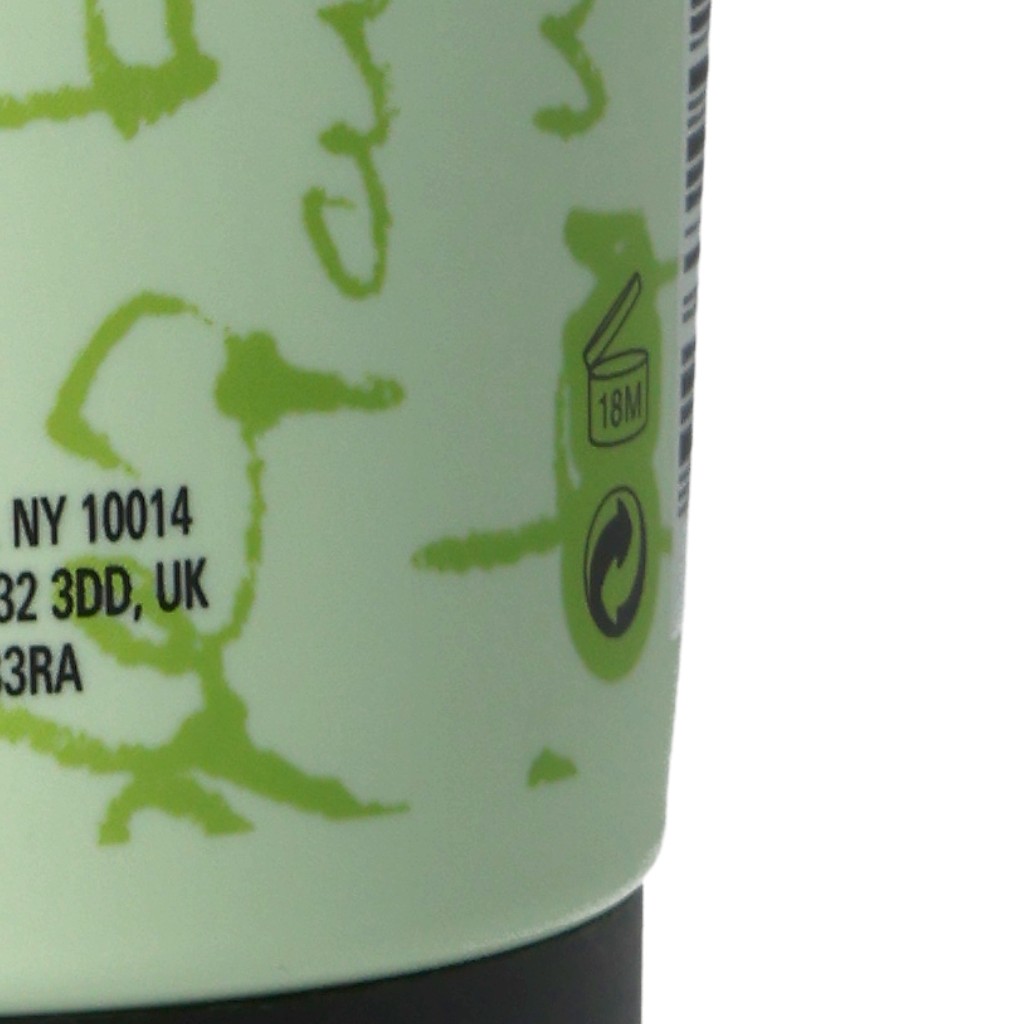 NY 10014
32 3DD, UK
3RA
18M